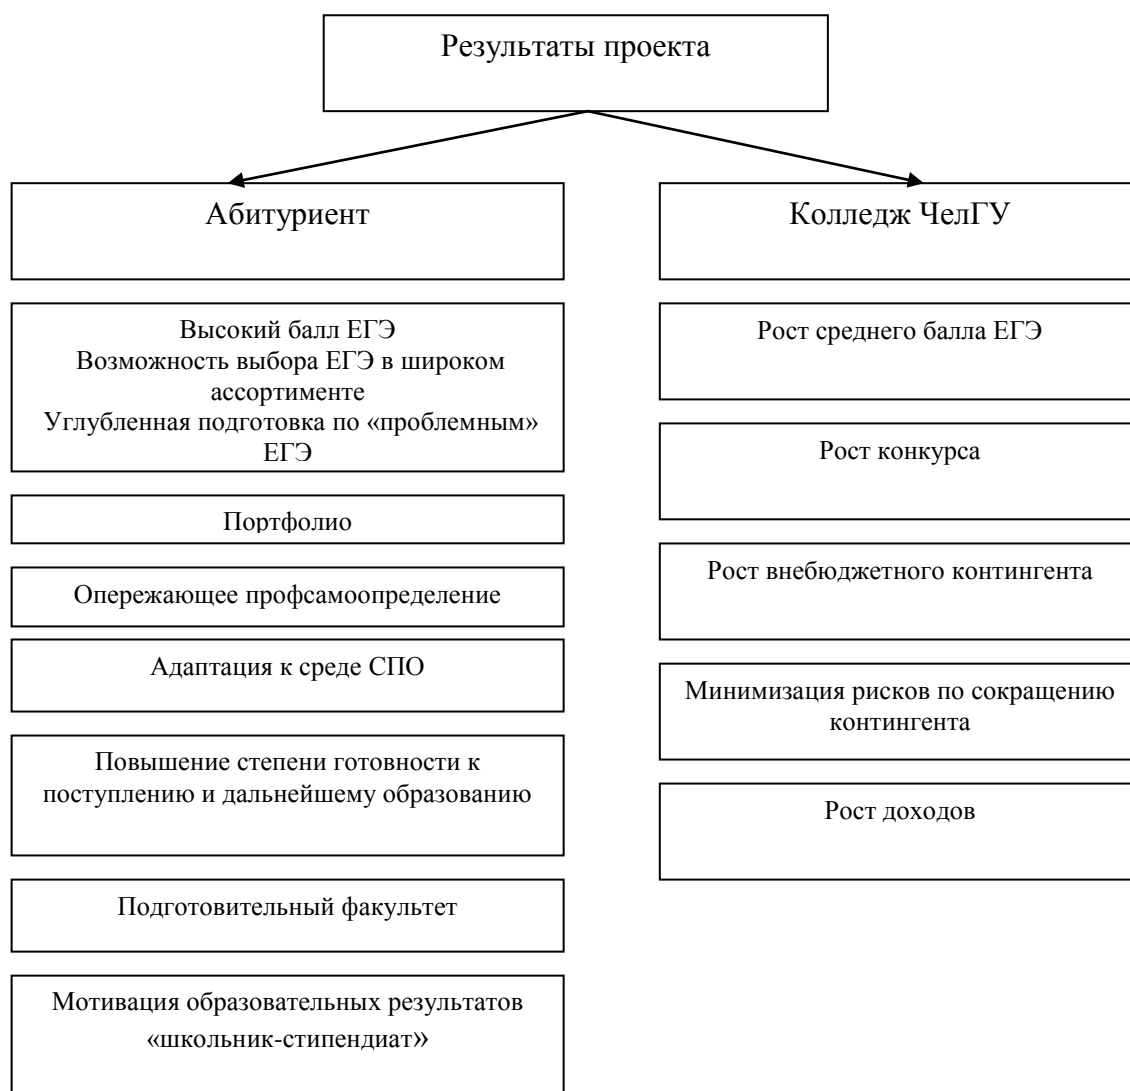 Результаты проекта
Абитуриент
Высокий балл ЕГЭ
Возможность выбора ЕГЭ в широком
ассортименте
Углубленная подготовка по «проблемным»
ЕГЭ
Портфолио
Опережающее профсамоопределение
Адаптация к среде СПО
Повышение степени готовности к
поступлению и дальнейшему образованию
Подготовительный факультет
Мотивация образовательных результатов
«школьник-стипендиат»
Колледж ЧелГУ
Рост среднего балла ЕГЭ
Рост конкурса
Рост внебюджетного контингента
Минимизация рисков по сокращению
контингента
Рост доходов